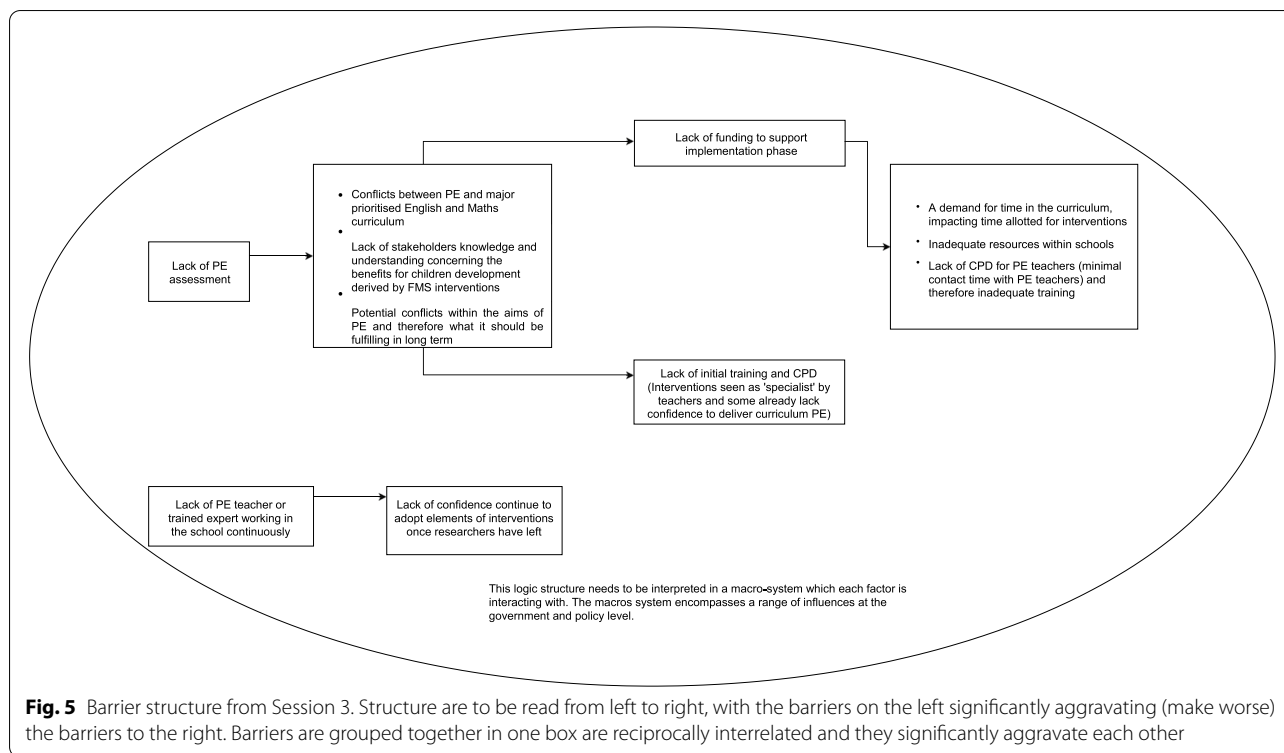 Lack of funding to support
implementation phase
• Conflicts between PE and major
prioritised English and Maths
curriculum
•
Lack of stakeholders knowledge and
understanding concerning the
benefits for children development
derived by FMS interventions
•
Potential conflicts within the aims of
PE and therefore what it should be
fulfilling in long term
• A demand for time in the curriculum,
impacting time allotted for interventions
• Inadequate resources within schools
• Lack of CPD for PE teachers (minimal
contact time with PE teachers) and
therefore inadequate training
Lack of PE
assessment
Lack of initial training and CPD
(Interventions seen as 'specialist' by
teachers and some already lack
confidence to deliver curriculum PE)
Lack of PE teacher or
trained expert working in
the school continuously
Lack of confidence continue to
adopt elements of interventions
once researchers have left
This logic structure needs to be interpreted in a macro-system which each factor is
interacting with. The macros system encompasses a range of influences at the
government and policy level.
Fig. 5 Barrier structure from Session 3. Structure are to be read from left to right, with the barriers on the left significantly aggravating (make worse)
the barriers to the right. Barriers are grouped together in one box are reciprocally interrelated and they significantly aggravate each other